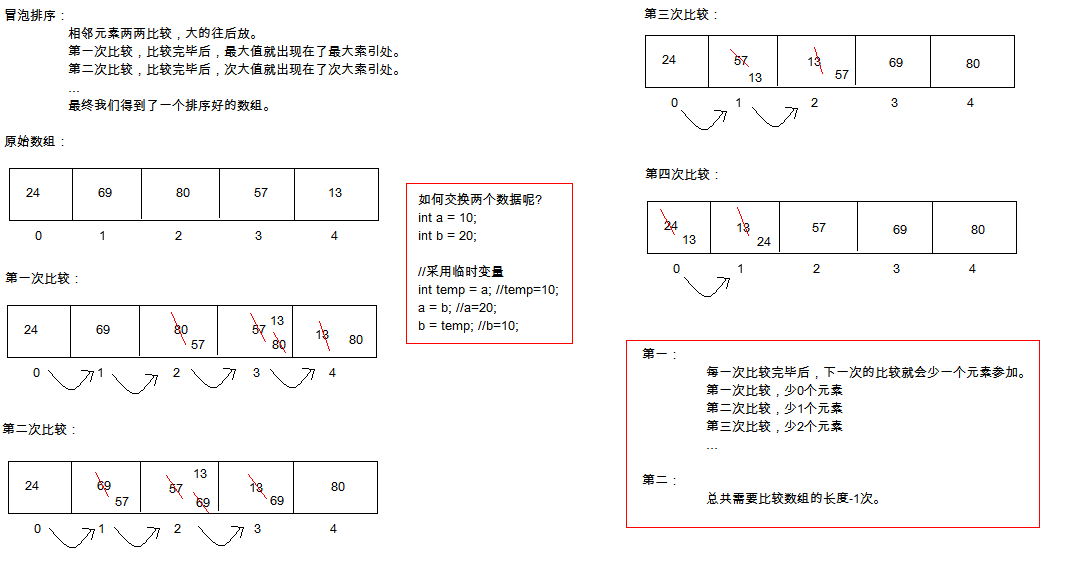 冒泡排序：
相邻元素两两比较，大的往后放。
第一次比较，比较完毕后，最大值就出现在了最大索引处。
第二次比较，比较完毕后，次大值就出现在了次大索引处。
...
最终我们得到了一个排序好的数组。
原始数组：
24 69 80 57 13
0 1 2 3 4
第一次比较：
13
24 69 80 57 13
57 80 80
0 1 2 3 4
第二次比较：
13
24 69 57 13 80
57 69 69
0 1 2 3 4
如何交换两个数据呢?
int a = 10;
int b = 20;
//采用临时变量
int temp = a; //temp=10;
a = b; //a=20;
b = temp; //b=10;
第三次比较：
24 57 13 69 80
13 57
0 1 2 3 4
第四次比较：
24 13 57 69 80
13 24
0 1 2 3 4
第一：
每一次比较完毕后，下一次的比较就会少一个元素参加。
第一次比较，少0个元素
第二次比较，少1个元素
第三次比较，少2个元素
...
第二：
总共需要比较数组的长度-1次。